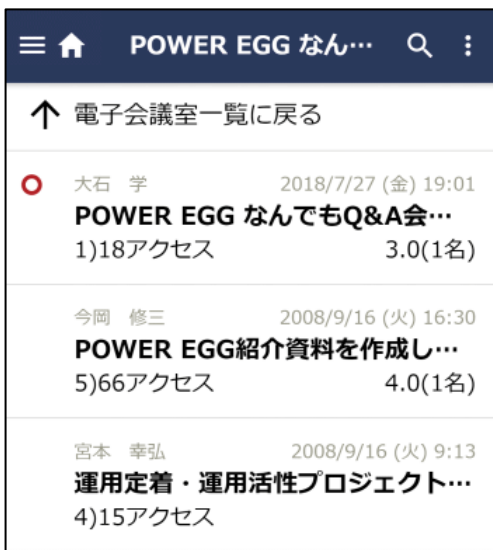 POWER EGG なん…
電子会議室一覧に戻る
大石 学 2018/7/27 (金) 19:01
POWER EGG なんでもQ&A会…
1)18アクセス 3.0(1名)
今岡 修三 2008/9/16 (火) 16:30
POWER EGG紹介資料を作成し…
5)66アクセス 4.0(1名)
宮本 幸弘 2008/9/16 (火) 9:13
運用定着・運用活性プロジェクト…
4)15アクセス